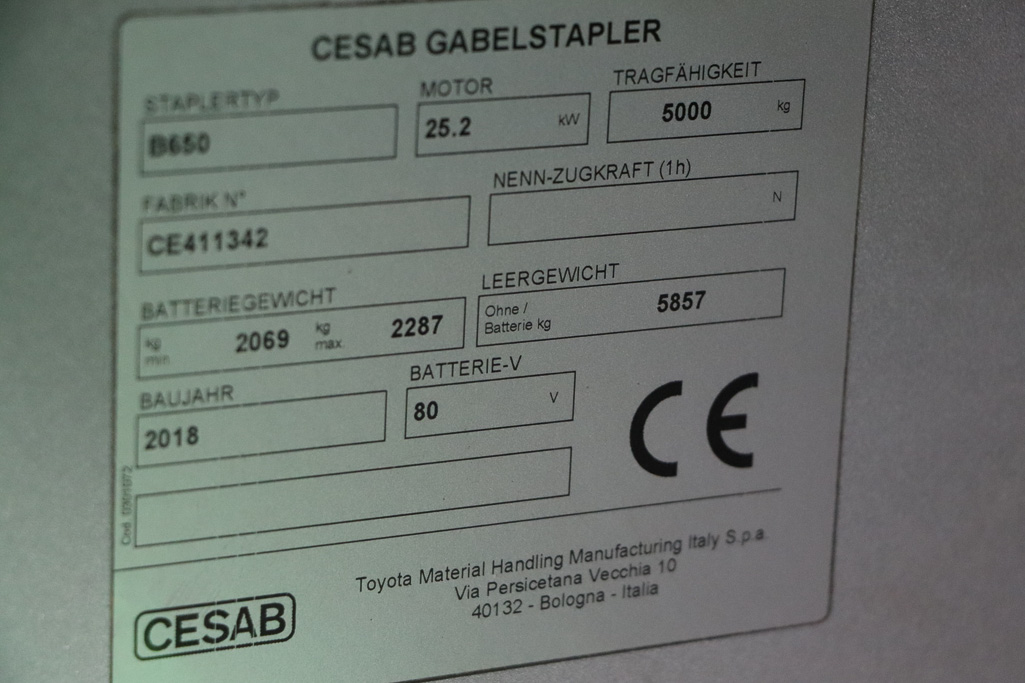 CESAB GABELSTAPLER
STAPLERTYP
B650
MOTOR
25.2 kW
TRAGFÄHIGKEIT
5000 kg
FABRIK N°
CE411342
NENN-ZUGKRAFT (1h)
N
BATTERIEGEWICHT
kg min. 2069 kg max. 2287
LEERGEWICHT
Ohne / Batterie kg 5857
BAUJAHR
2018
BATTERIE-V
80 V
CE
Cod.
Toyota Material Handling Manufacturing Italy S.p.a.
Via Persicetana Vecchia 10
40132 - Bologna - Italia
CESAB